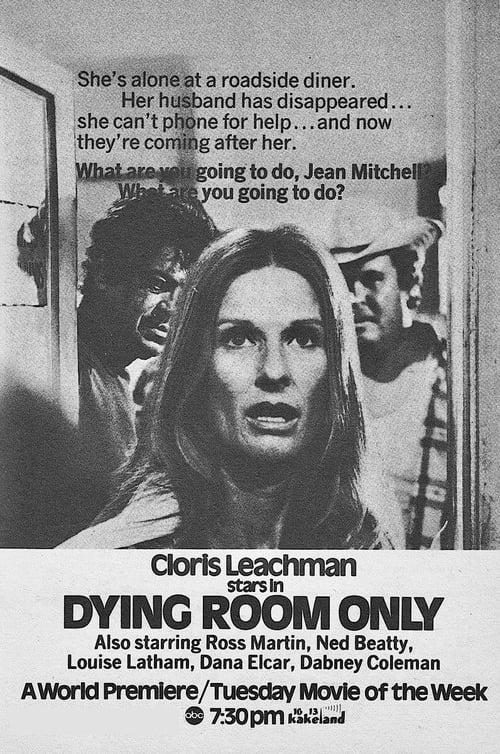 She's alone at a roadside diner.
Her husband has disappeared...
she can't phone for help...and now
they're coming after her.
What are you going to do, Jean Mitchell?
What are you going to do?
Cloris Leachman
stars in
DYING ROOM ONLY
Also starring Ross Martin, Ned Beatty,
Louise Latham, Dana Elcar, Dabney Coleman
A World Premiere/Tuesday Movie of the Week
abc 7:30pm 10 13 kakeland